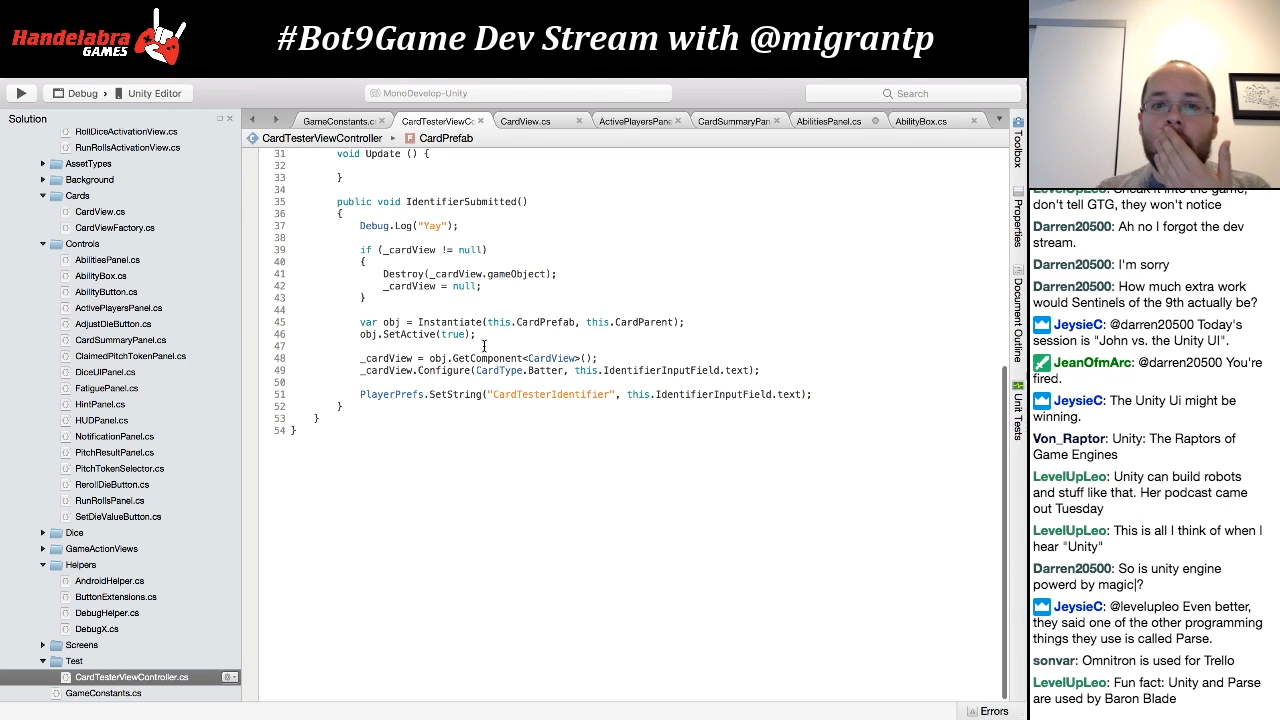 Handelabra
GAMES
#Bot9Game Dev Stream with @migrantp
Debug › Unity Editor
MonoDevelop-Unity
Search
Solution
GameConstants.c
CardTesterViewCo
CardView.cs
ActivePlayersPane
CardSummaryPan
AbilitiesPanel.cs
AbilityBox.cs
CardTesterViewController
CardPrefab
RollDiceActivationView.cs
RunRollsActivationView.cs
AssetTypes
Background
Cards
CardView.cs
CardViewFactory.cs
Controls
AbilitiesPanel.cs
AbilityBox.cs
AbilityButton.cs
ActivePlayersPanel.cs
AdjustDieButton.cs
CardSummaryPanel.cs
ClaimedPitchTokenPanel.cs
DiceUIPanel.cs
FatiguePanel.cs
HintPanel.cs
HUDPanel.cs
NotificationPanel.cs
PitchResultPanel.cs
PitchTokenSelector.cs
RerollDieButton.cs
RunRollsPanel.cs
SetDieValueButton.cs
Dice
GameActionViews
Helpers
AndroidHelper.cs
ButtonExtensions.cs
DebugHelper.cs
DebugX.cs
Screens
Test
CardTesterViewController.cs
GameConstants.cs
31 void Update () {
32
33 }
34
35 public void IdentifierSubmitted()
36 {
37 Debug.Log("Yay");
38
39 if (_cardView != null)
40 {
41 Destroy(_cardView.gameObject);
42 _cardView = null;
43 }
44
45 var obj = Instantiate(this.CardPrefab, this.CardParent);
46 obj.SetActive(true);
47
48 _cardView = obj.GetComponent<CardView>();
49 _cardView.Configure(CardType.Batter, this.IdentifierInputField.text);
50
51 PlayerPrefs.SetString("CardTesterIdentifier", this.IdentifierInputField.text);
52 }
53 }
54 }
Toolbox
Properties
Document Outline
Unit Tests
Errors
LevelUpLeo: Sneak it into the game,
don't tell GTG, they won't notice
Darren20500: Ah no I forgot the dev
stream.
Darren20500: I'm sorry
Darren20500: How much extra work
would Sentinels of the 9th actually be?
JeysieC: @darren20500 Today's
session is "John vs. the Unity UI".
JeanOfmArc: @darren20500 You're
fired.
JeysieC: The Unity Ui might be
winning.
Von_Raptor: Unity: The Raptors of
Game Engines
LevelUpLeo: Unity can build robots
and stuff like that. Her podcast came
out Tuesday
LevelUpLeo: This is all I think of when I
hear "Unity"
Darren20500: So is unity engine
powerd by magic|?
JeysieC: @levelupleo Even better,
they said one of the other programming
things they use is called Parse.
sonvar: Omnitron is used for Trello
LevelUpLeo: Fun fact: Unity and Parse
are used by Baron Blade